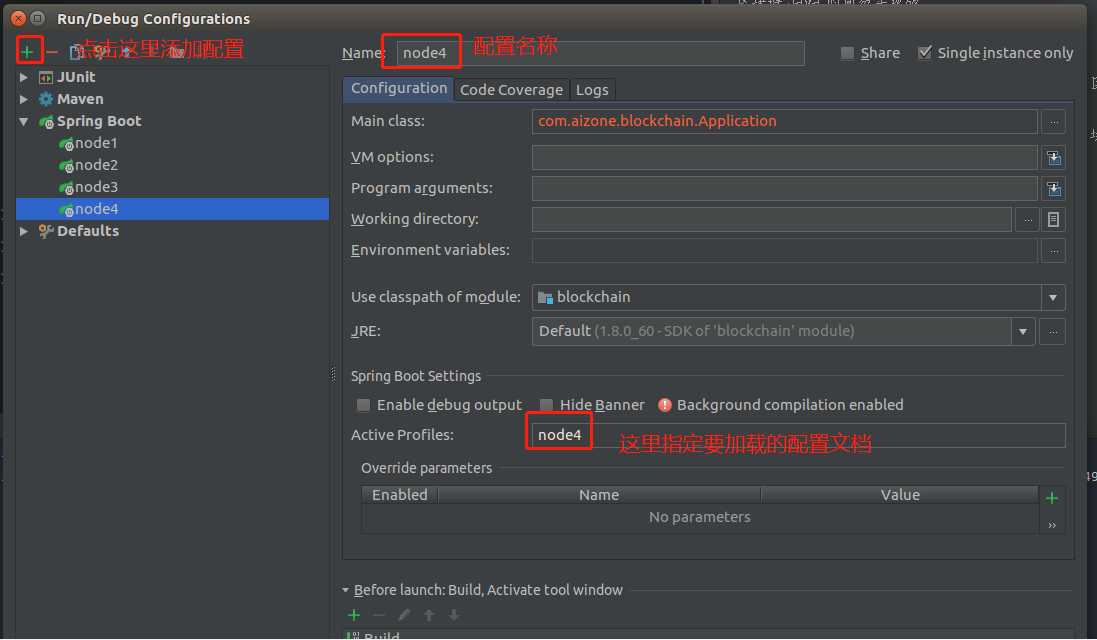 Run/Debug Configurations
点击这里添加配置
Name: node4 配置名称 Share Single instance only
JUnit
Maven
Spring Boot
node1
node2
node3
node4
Defaults
Configuration Code Coverage Logs
Main class: com.aizone.blockchain.Application ...
VM options:
Program arguments:
Working directory: ...
Environment variables: ...
Use classpath of module: blockchain
JRE: Default (1.8.0_60 - SDK of 'blockchain' module) ...
Spring Boot Settings
Enable debug output Hide Banner Background compilation enabled
Active Profiles: node4 这里指定要加载的配置文档
Override parameters
Enabled Name Value
No parameters
Before launch: Build, Activate tool window
Build